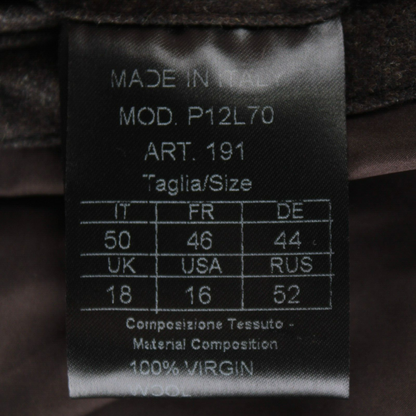 MADE IN ITALY
MOD. P12L70
ART. 191
Taglia/Size
IT FR DE
50 46 44
UK USA RUS
18 16 52
Composizione Tessuto -
Material Composition
100% VIRGIN
WOOL